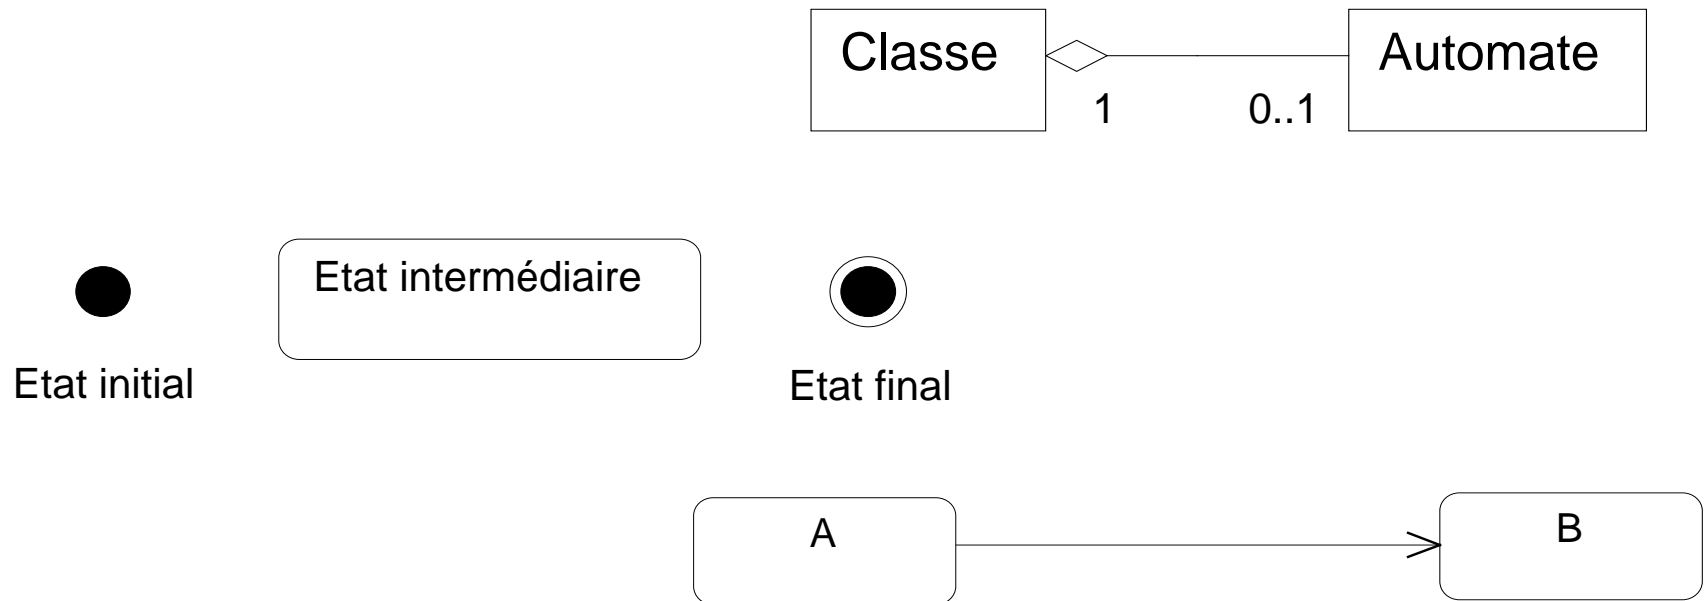 Classe
Automate
1
0..1
Etat intermédiaire
Etat initial
Etat final
A
B